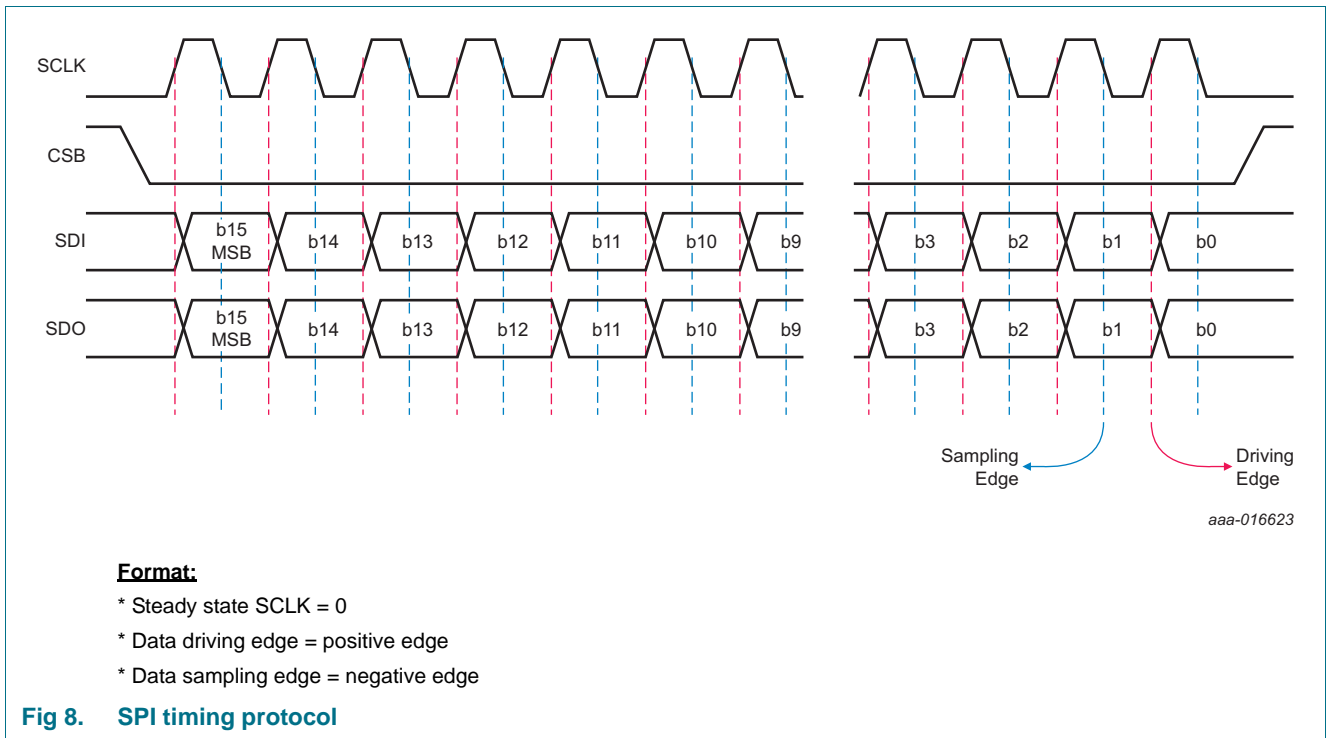 SCLK
CSB
SDI
b15
MSB
b14
b13
b12
b11
b10
b9
b3
b2
b1
b0
SDO
b15
MSB
b14
b13
b12
b11
b10
b9
b3
b2
b1
b0
Sampling
Edge
Driving
Edge
aaa-016623
Format:
* Steady state SCLK = 0
* Data driving edge = positive edge
* Data sampling edge = negative edge
Fig 8. SPI timing protocol